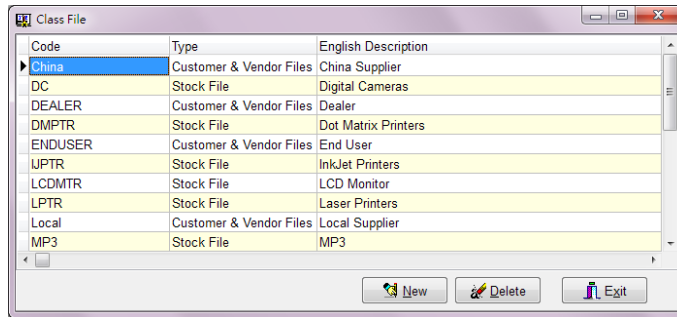 Class File
Code Type English Description
China Customer & Vendor Files China Supplier
DC Stock File Digital Cameras
DEALER Customer & Vendor Files Dealer
DMPTR Stock File Dot Matrix Printers
ENDUSER Customer & Vendor Files End User
IJPTR Stock File InkJet Printers
LCDMTR Stock File LCD Monitor
LPTR Stock File Laser Printers
Local Customer & Vendor Files Local Supplier
MP3 Stock File MP3
New Delete Exit